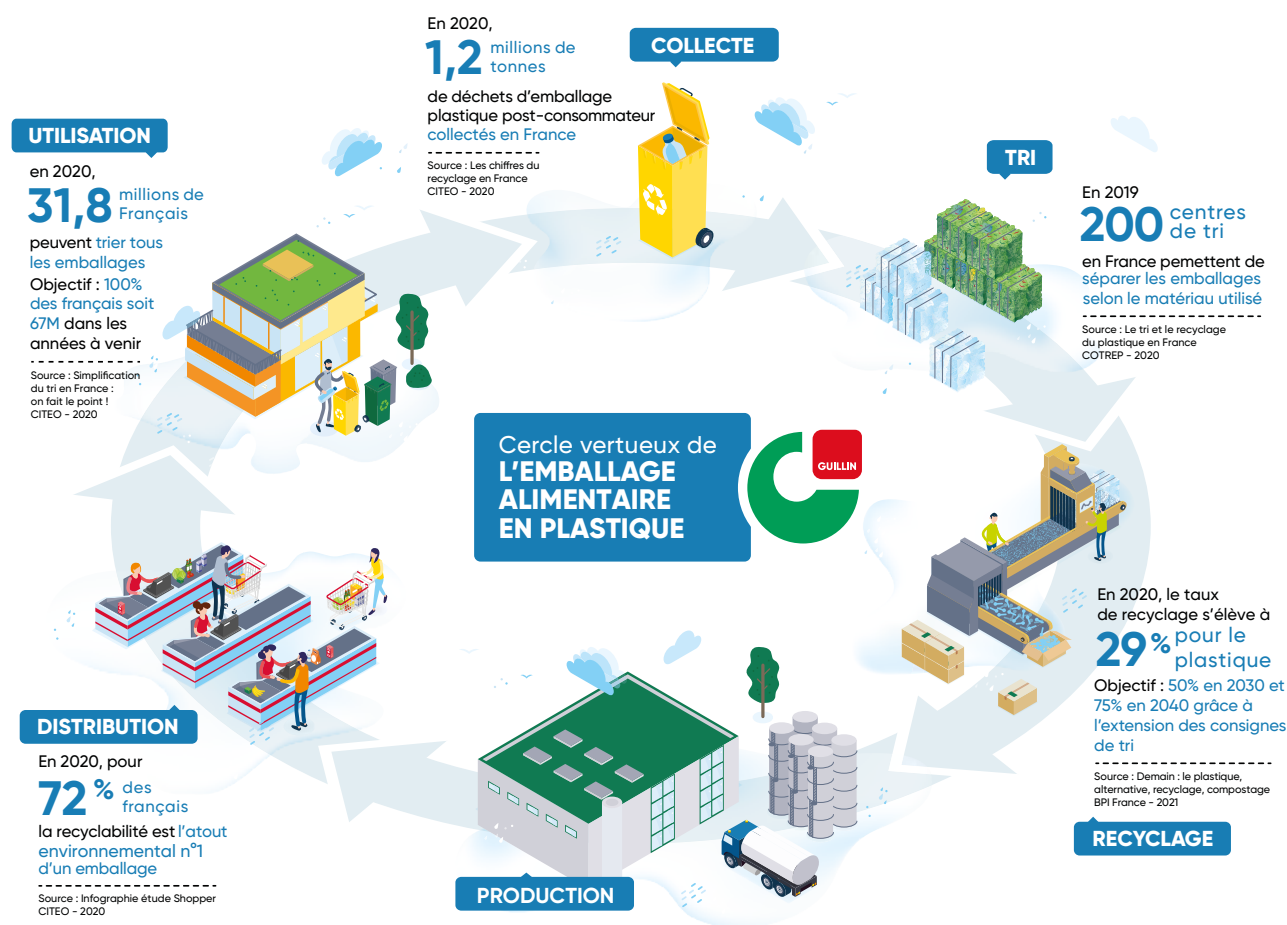 En 2020,
1,2 millions de
tonnes
de déchets d'emballage
plastique post-consommateur
collectés en France
Source : Les chiffres du
recyclage en France
CITEO - 2020
COLLECTE
UTILISATION
en 2020,
31,8 millions de
Français
peuvent trier tous
les emballages
Objectif : 100%
des français soit
67M dans les
années à venir
Source : Simplification
du tri en France :
on fait le point !
CITEO - 2020
TRI
En 2019
200 centres
de tri
en France pemettent de
séparer les emballages
selon le matériau utilisé
Source : Le tri et le recyclage
du plastique en France
COTREP - 2020
Cercle vertueux de
L'EMBALLAGE
ALIMENTAIRE
EN PLASTIQUE
GUILLIN
En 2020, le taux
de recyclage s'élève à
29 % pour le
plastique
Objectif : 50% en 2030 et
75% en 2040 grâce à
l'extension des consignes
de tri
Source : Demain : le plastique,
alternative, recyclage, compostage
BPI France - 2021
RECYCLAGE
DISTRIBUTION
En 2020, pour
72 % des
français
la recyclabilité est l'atout
environnemental n°1
d'un emballage
Source : Infographie étude Shopper
CITEO - 2020
PRODUCTION